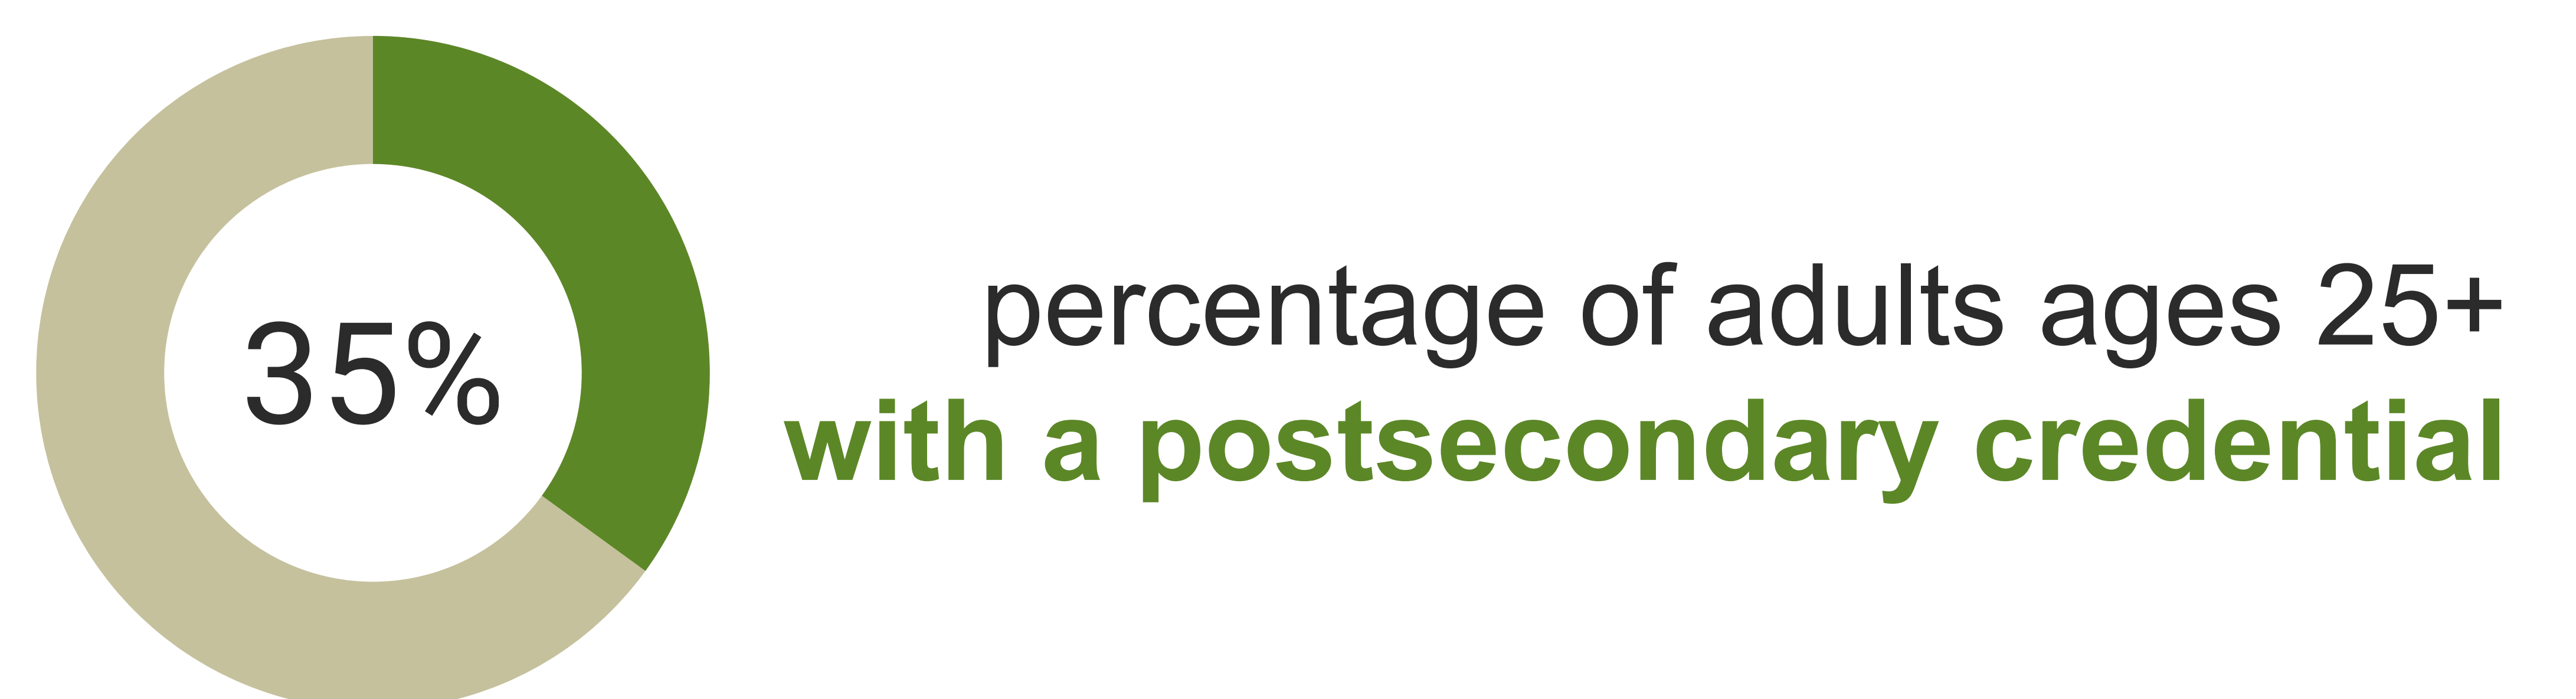 35%
percentage of adults ages 25+
with a postsecondary credential